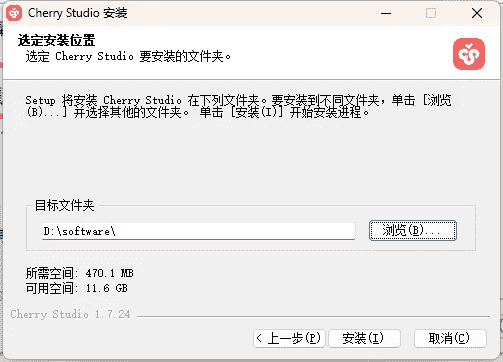 Cherry Studio 安装
选定安装位置
选定 Cherry Studio 要安装的文件夹。
Setup 将安装 Cherry Studio 在下列文件夹。要安装到不同文件夹，单击 [浏览
(B)...] 并选择其他的文件夹。 单击 [安装(I)] 开始安装进程。
目标文件夹
D:\software\
浏览(B)...
所需空间: 470.1 MB
可用空间: 11.6 GB
Cherry Studio 1.7.24
< 上一步(P)
安装(I)
取消(C)